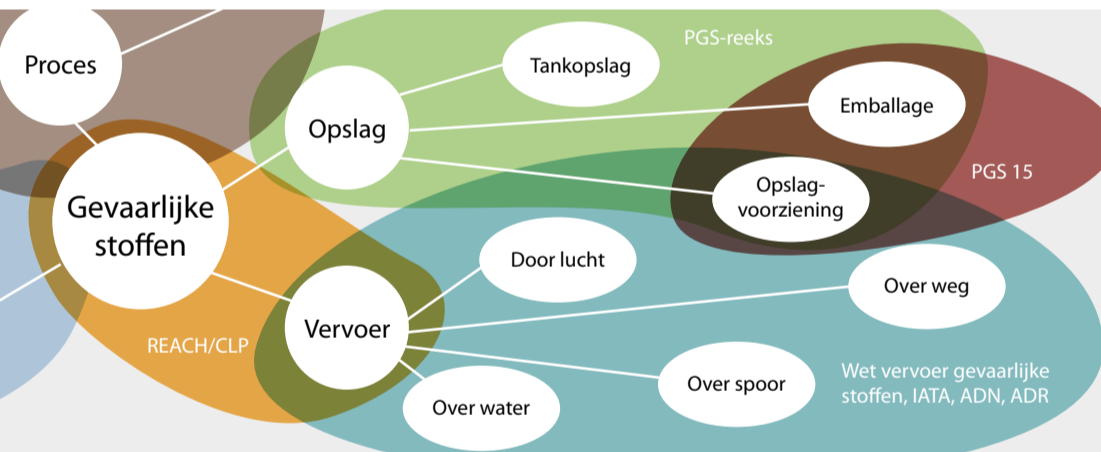 PGS-reeks
Proces
Tankopslag
Emballage
Opslag
PGS 15
Opslag-
voorziening
Gevaarlijke
stoffen
Door lucht
Over weg
Vervoer
REACH/CLP
Wet vervoer gevaarlijke
stoffen, IATA, ADN, ADR
Over spoor
Over water